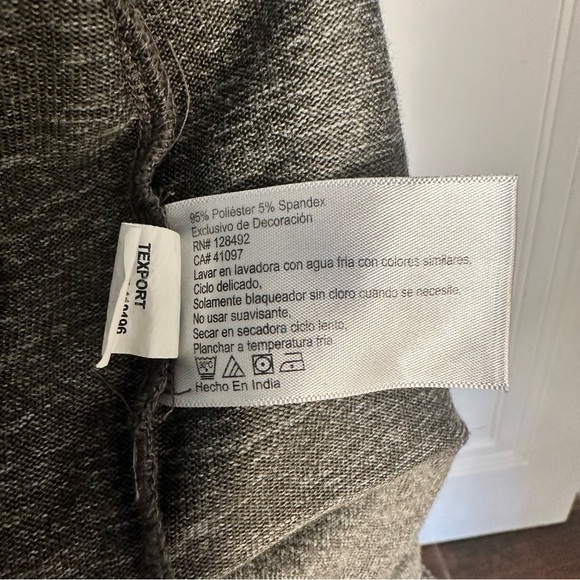 95% Poliéster 5% Spandex
Exclusivo de Decoración
RN# 128492
CA# 41097
Lavar en lavadora con agua fria con colores similares,
Ciclo delicado,
Solamente blaqueador sin cloro cuando se necesite,
No usar suavisante,
Secar en secadora ciclo lento,
Planchar a temperatura tria.
Hecho En India
TEXPORT